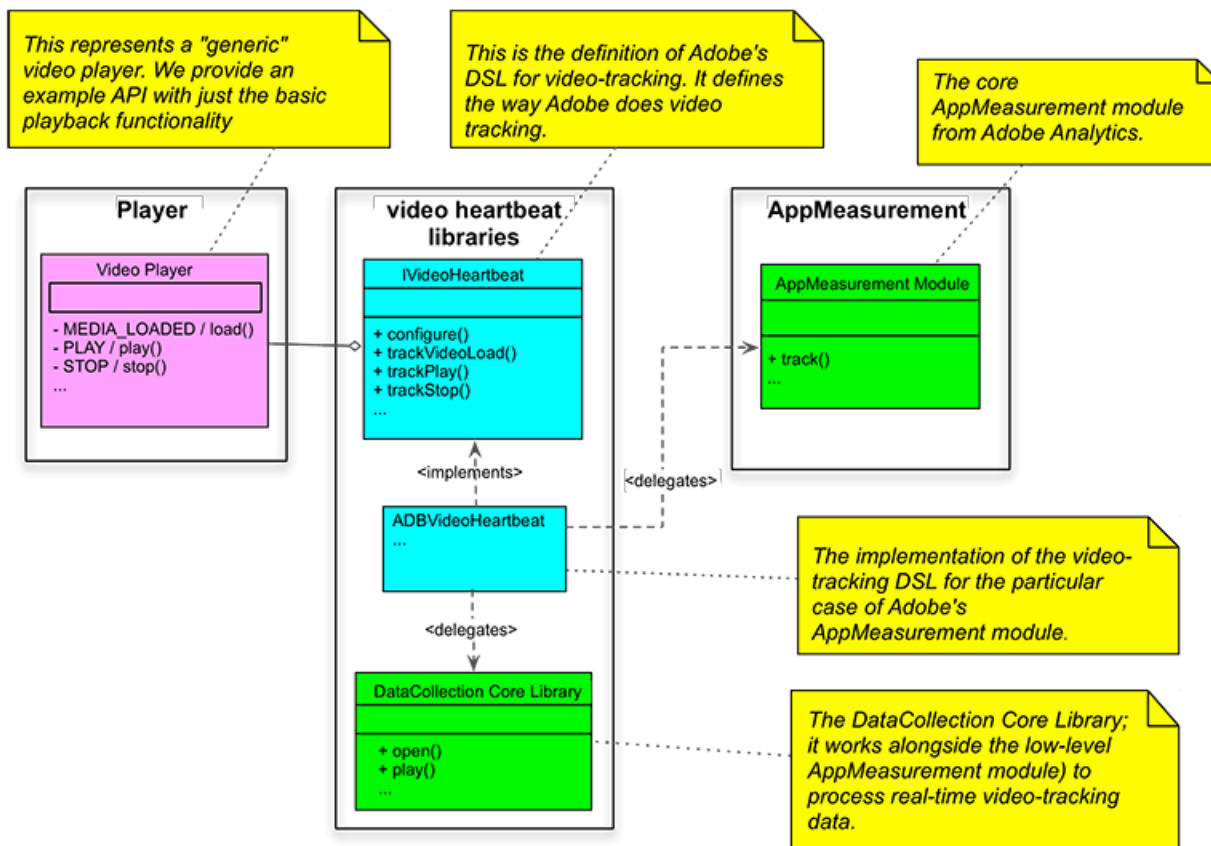 This represents a "generic"
video player. We provide an
example API with just the basic
playback functionality
This is the definition of Adobe's
DSL for video-tracking. It defines
the way Adobe does video
tracking.
The core
AppMeasurement module
from Adobe Analytics.
Player
Video Player
- MEDIA_LOADED / load()
- PLAY / play()
- STOP / stop()
...
video heartbeat
libraries
IVideoHeartbeat
+ configure()
+ trackVideoLoad()
+ trackPlay()
+ trackStop()
...
<implements>
ADBVideoHeartbeat
...
<delegates>
DataCollection Core Library
+ open()
+ play()
...
AppMeasurement
AppMeasurement Module
+ track()
...
<delegates>
The implementation of the video-
tracking DSL for the particular
case of Adobe's
AppMeasurement module.
The DataCollection Core Library;
it works alongside the low-level
AppMeasurement module) to
process real-time video-tracking
data.